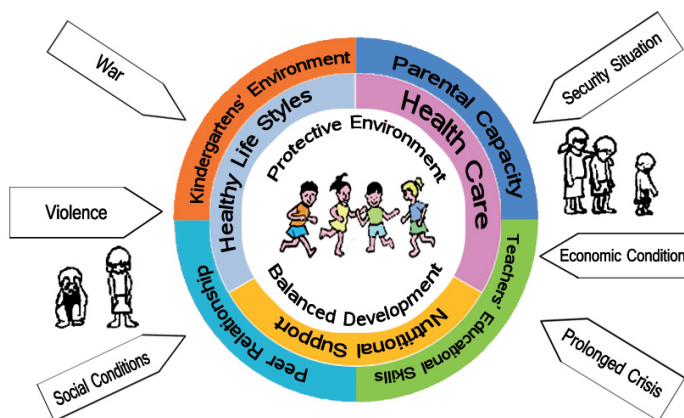 War
Security Situation
Kindergartens' Environment
Parental Capacity
Healthy Life Styles
Health Care
Protective Environment
Violence
Economic Condition
Balanced Development
Nutritional Support
Peer Relationship
Teachers' Educational Skills
Social Conditions
Prolonged Crisis